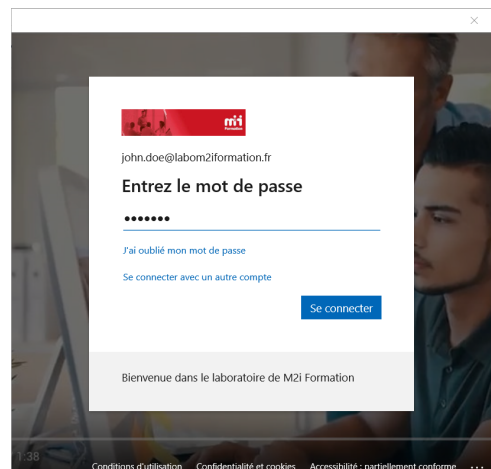 m2i
Formation
john.doe@labom2iformation.fr
Entrez le mot de passe
•••••••
J'ai oublié mon mot de passe
Se connecter avec un autre compte
Se connecter
Bienvenue dans le laboratoire de M2i Formation
1:38
Conditions d'utilisation Confidentialité et cookies Accessibilité : partiellement conforme ...